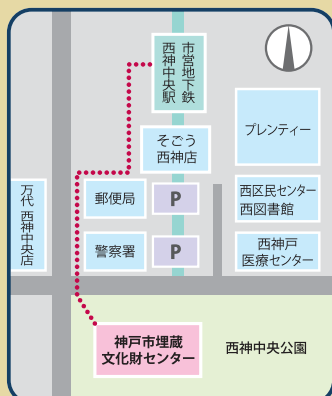 市営地下鉄
西神中央駅
そごう
西神店
プレンティー
万代 西神中央店
郵便局
P
西区民センター
西図書館
警察署
P
西神戸
医療センター
神戸市埋蔵
文化財センター
西神中央公園